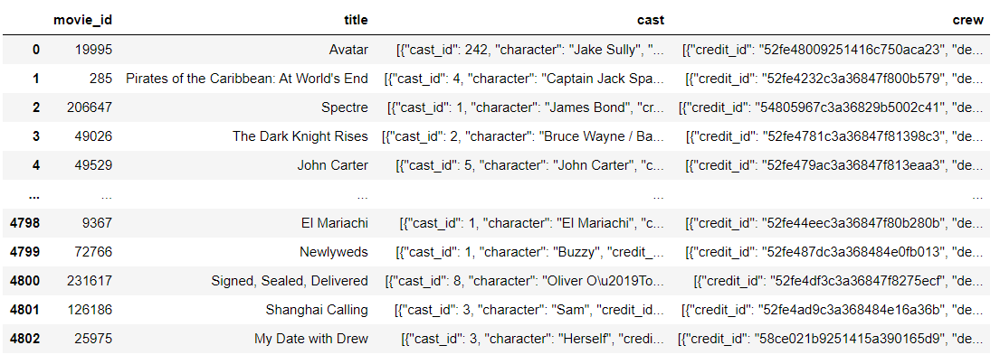 movie_id title cast crew
0 19995 Avatar [{"cast_id": 242, "character": "Jake Sully", "... [{"credit_id": "52fe48009251416c750aca23", "de...
1 285 Pirates of the Caribbean: At World's End [{"cast_id": 4, "character": "Captain Jack Spa... [{"credit_id": "52fe4232c3a36847f800b579", "de...
2 206647 Spectre [{"cast_id": 1, "character": "James Bond", "cr... [{"credit_id": "54805967c3a36829b5002c41", "de...
3 49026 The Dark Knight Rises [{"cast_id": 2, "character": "Bruce Wayne / Ba... [{"credit_id": "52fe4781c3a36847f81398c3", "de...
4 49529 John Carter [{"cast_id": 5, "character": "John Carter", "c... [{"credit_id": "52fe479ac3a36847f813eaa3", "de...
... ... ... ... ...
4798 9367 El Mariachi [{"cast_id": 1, "character": "El Mariachi", "c... [{"credit_id": "52fe44eec3a36847f80b280b", "de...
4799 72766 Newlyweds [{"cast_id": 1, "character": "Buzzy", "credit_... [{"credit_id": "52fe487dc3a368484e0fb013", "de...
4800 231617 Signed, Sealed, Delivered [{"cast_id": 8, "character": "Oliver O\u2019To... [{"credit_id": "52fe4df3c3a36847f8275ecf", "de...
4801 126186 Shanghai Calling [{"cast_id": 3, "character": "Sam", "credit_id... [{"credit_id": "52fe4ad9c3a368484e16a36b", "de...
4802 25975 My Date with Drew [{"cast_id": 3, "character": "Herself", "credi... [{"credit_id": "58ce021b9251415a390165d9", "de...